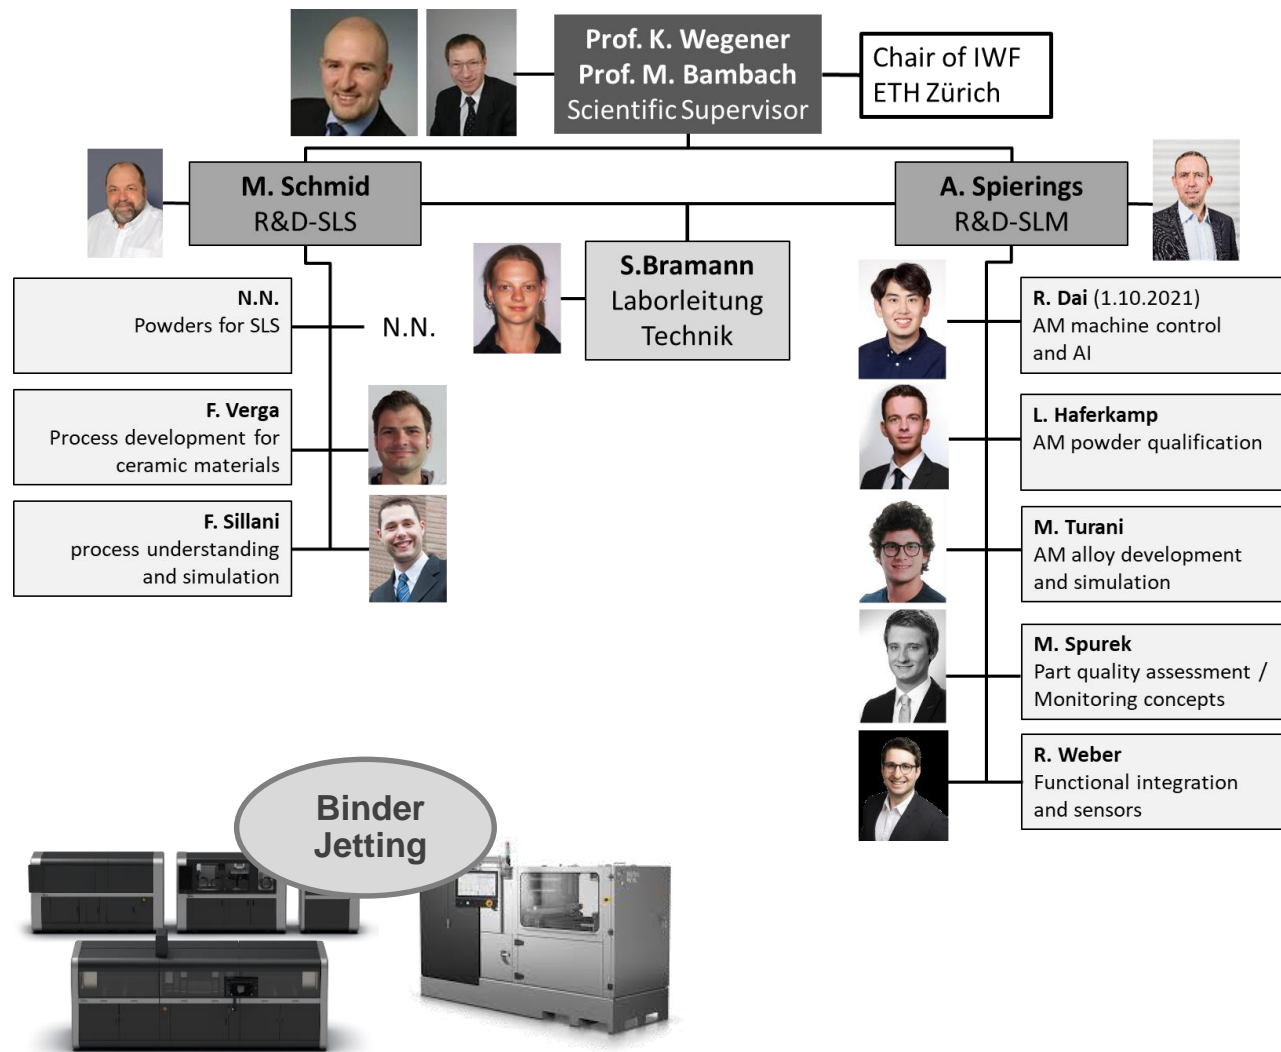 Prof. K. Wegener
Prof. M. Bambach
Scientific Supervisor
Chair of IWF
ETH Zürich
M. Schmid
R&D-SLS
A. Spierings
R&D-SLM
S.Bramann
Laborleitung
Technik
N.N.
Powders for SLS
N.N.
F. Verga
Process development for
ceramic materials
F. Sillani
process understanding
and simulation
R. Dai (1.10.2021)
AM machine control
and AI
L. Haferkamp
AM powder qualification
M. Turani
AM alloy development
and simulation
M. Spurek
Part quality assessment /
Monitoring concepts
R. Weber
Functional integration
and sensors
Binder
Jetting